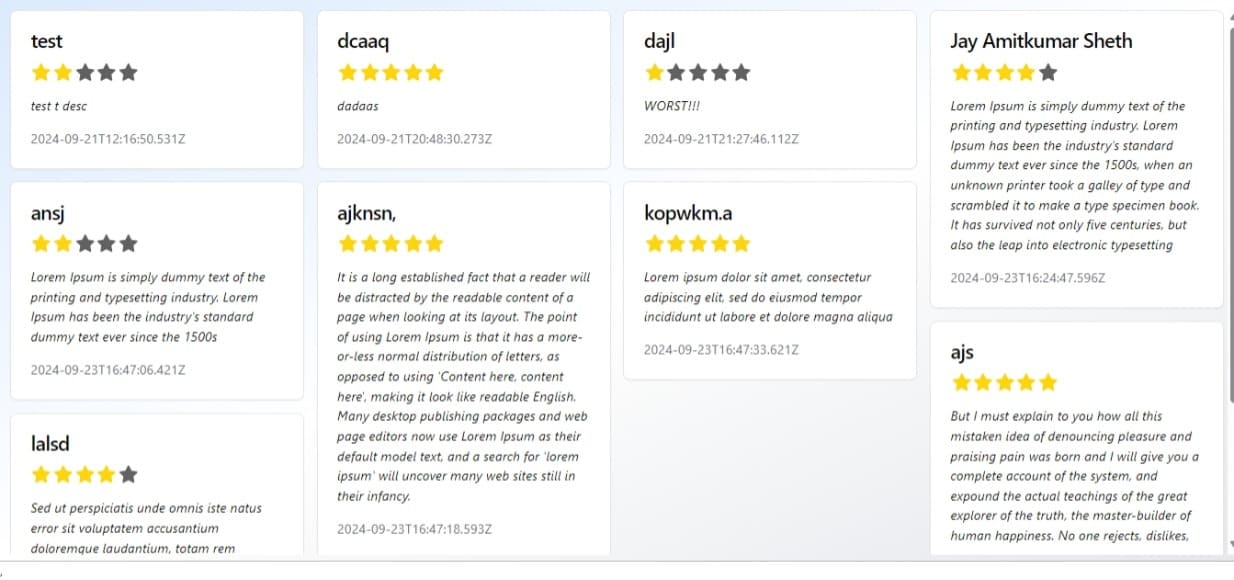 test
test t desc
2024-09-21T12:16:50.531Z
ansj
Lorem Ipsum is simply dummy text of the
printing and typesetting industry. Lorem
Ipsum has been the industry's standard
dummy text ever since the 1500s
2024-09-23T16:47:06.421Z
lalsd
Sed ut perspiciatis unde omnis iste natus
error sit voluptatem accusantium
doloremque laudantium, totam rem
dcaaq
dadaas
2024-09-21T20:48:30.273Z
ajknsn,
It is a long established fact that a reader will
be distracted by the readable content of a
page when looking at its layout. The point
of using Lorem Ipsum is that it has a more-
or-less normal distribution of letters, as
opposed to using 'Content here, content
here', making it look like readable English.
Many desktop publishing packages and web
page editors now use Lorem Ipsum as their
default model text, and a search for 'lorem
ipsum' will uncover many web sites still in
their infancy.
2024-09-23T16:47:18.593Z
dajl
WORST!!!
2024-09-21T21:27:46.112Z
kopwkm.a
Lorem ipsum dolor sit amet, consectetur
adipiscing elit, sed do eiusmod tempor
incididunt ut labore et dolore magna aliqua
2024-09-23T16:47:33.621Z
Jay Amitkumar Sheth
Lorem Ipsum is simply dummy text of the
printing and typesetting industry. Lorem
Ipsum has been the industry's standard
dummy text ever since the 1500s, when an
unknown printer took a galley of type and
scrambled it to make a type specimen book.
It has survived not only five centuries, but
also the leap into electronic typesetting
2024-09-23T16:24:47.596Z
ajs
But I must explain to you how all this
mistaken idea of denouncing pleasure and
praising pain was born and I will give you a
complete account of the system, and
expound the actual teachings of the great
explorer of the truth, the master-builder of
human happiness. No one rejects, dislikes,